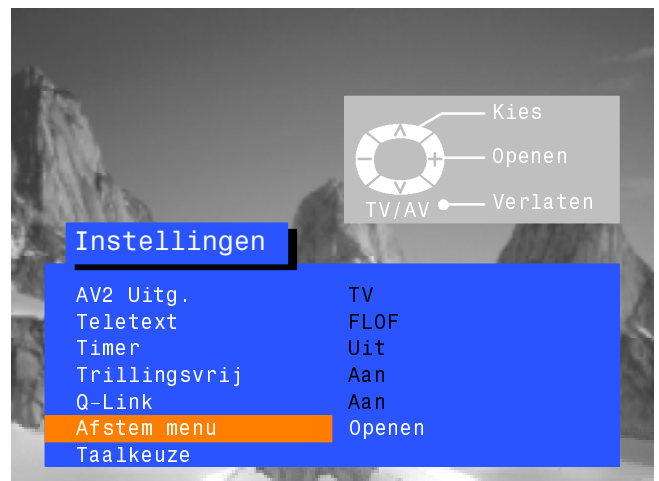 Kies
Openen
TV/AV Verlaten
Instellingen
AV2 Uitg. TV
Teletext FLOF
Timer Uit
Trillingsvrij Aan
Q-Link Aan
Afstem menu Openen
Taalkeuze